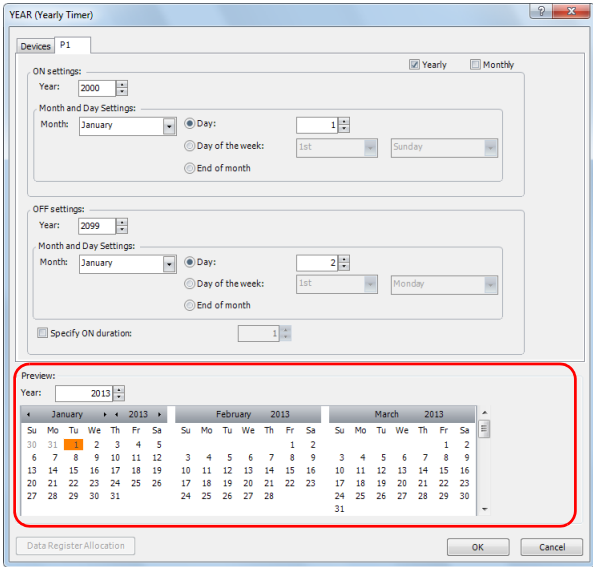 YEAR (Yearly Timer)
?
Devices P1
Yearly Monthly
ON settings:
Year: 2000
Month and Day Settings:
Month: January Day: 1
Day of the week: 1st Sunday
End of month
OFF settings:
Year: 2099
Month and Day Settings:
Month: January Day: 2
Day of the week: 1st Monday
End of month
Specify ON duration: 1
Preview:
Year: 2013
January 2013 February 2013 March 2013
Su Mo Tu We Th Fr Sa Su Mo Tu We Th Fr Sa Su Mo Tu We Th Fr Sa
30 31 1 2 3 4 5 1 2 1 2
6 7 8 9 10 11 12 3 4 5 6 7 8 9 3 4 5 6 7 8 9
13 14 15 16 17 18 19 10 11 12 13 14 15 16 10 11 12 13 14 15 16
20 21 22 23 24 25 26 17 18 19 20 21 22 23 17 18 19 20 21 22 23
27 28 29 30 31 24 25 26 27 28 24 25 26 27 28 29 30
31
Data Register Allocation OK Cancel